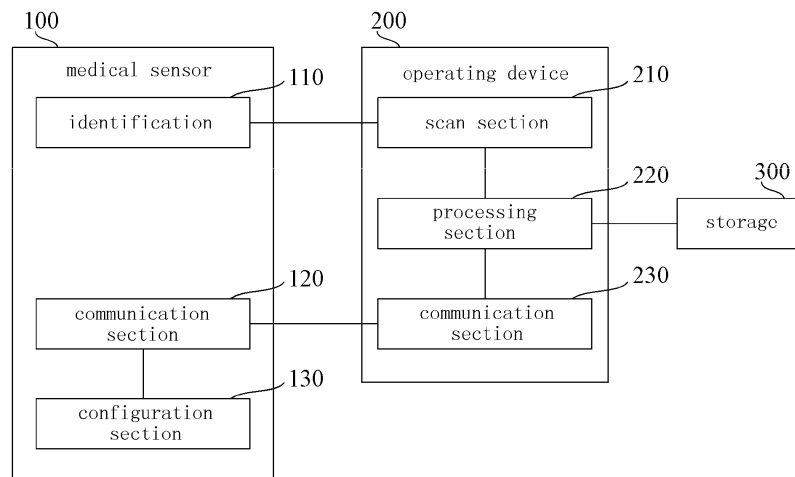 100
200
medical sensor
operating device
110
210
identification
scan section
220
300
processing
section
storage
120
230
communication
section
communication
section
130
configuration
section